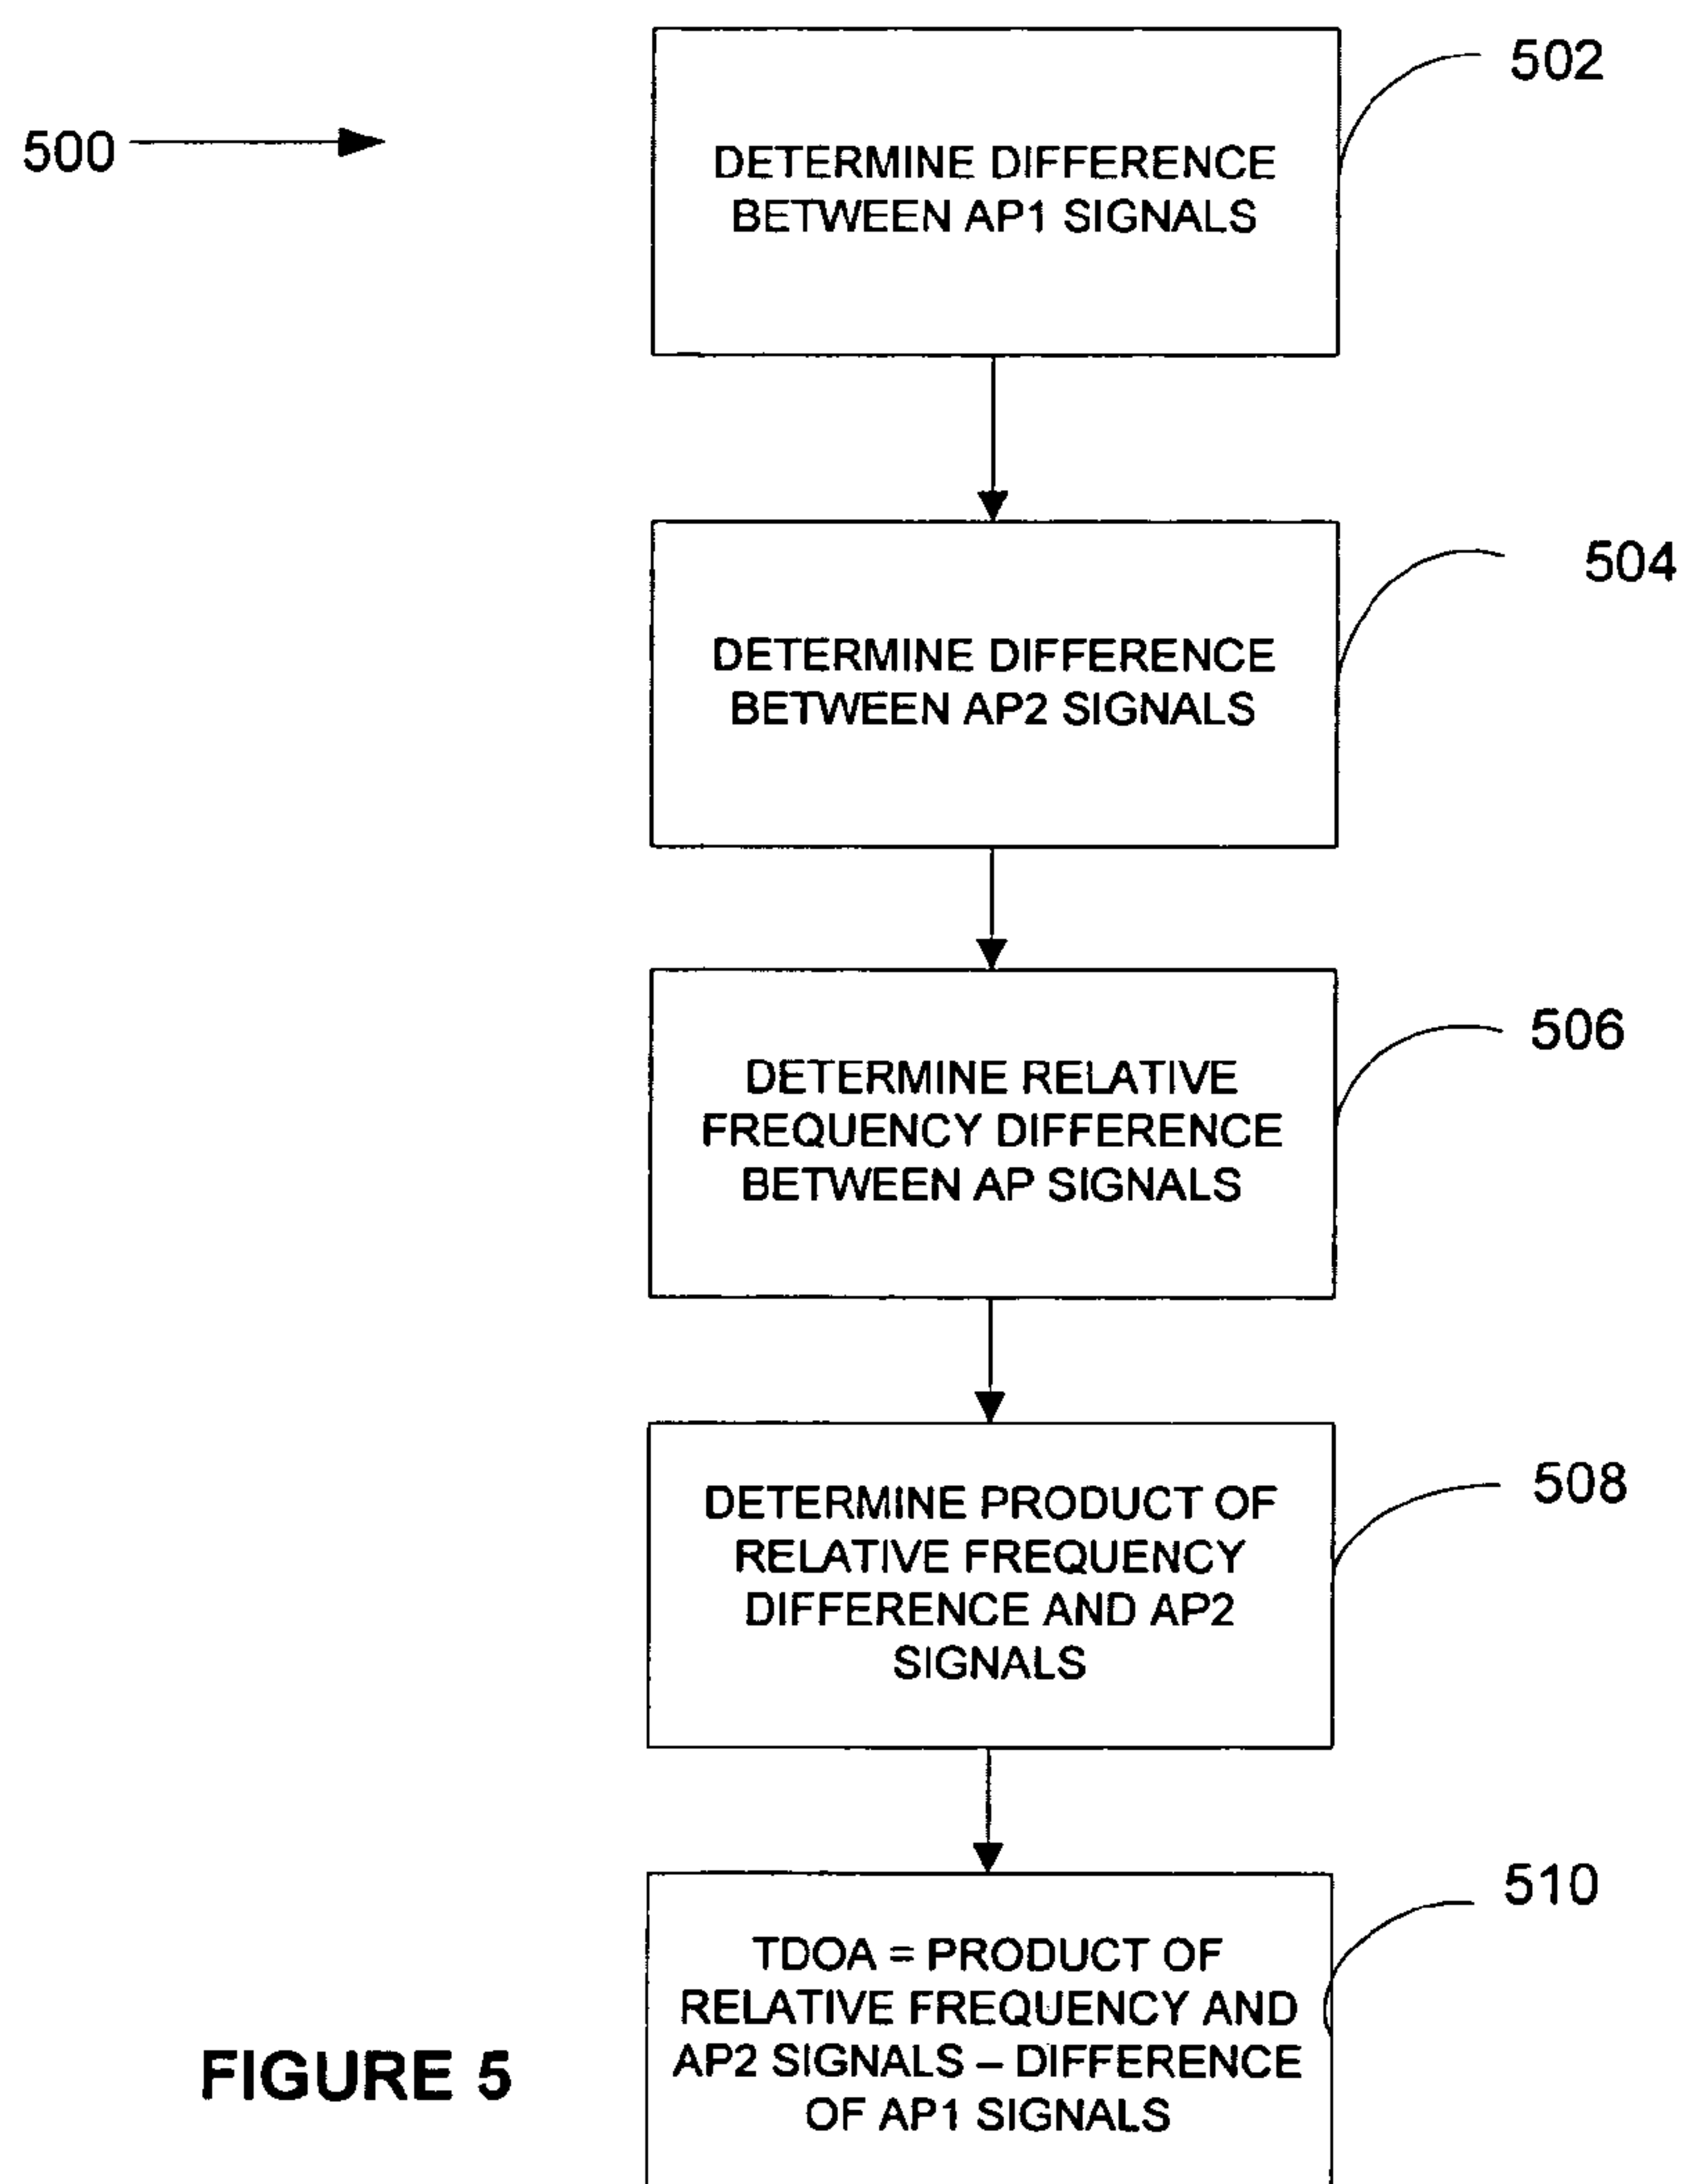 502
500
DETERMINE DIFFERENCE
BETWEEN AP1 SIGNALS
504
DETERMINE DIFFERENCE
BETWEEN AP2 SIGNALS
506
DETERMINE RELATIVE
FREQUENCY DIFFERENCE
BETWEEN AP SIGNALS
508
DETERMINE PRODUCT OF
RELATIVE FREQUENCY
DIFFERENCE AND AP2
SIGNALS
510
TDOA = PRODUCT OF
RELATIVE FREQUENCY AND
AP2 SIGNALS – DIFFERENCE
OF AP1 SIGNALS
FIGURE 5